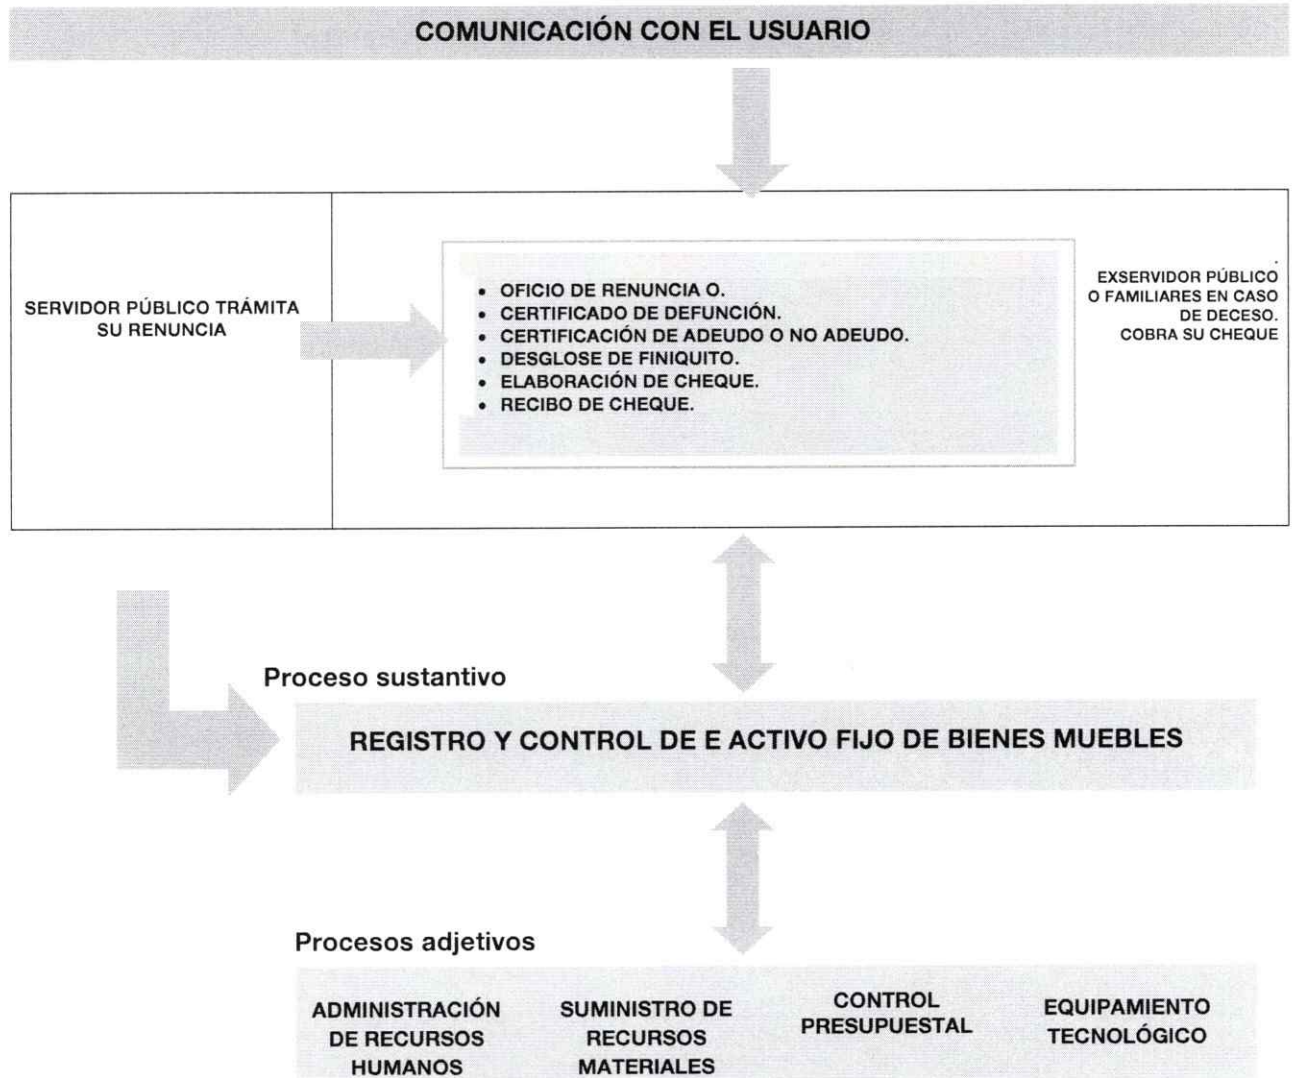 COMUNICACIÓN CON EL USUARIO
SERVIDOR PÚBLICO TRÁMITA
SU RENUNCIA
• OFICIO DE RENUNCIA O.
• CERTIFICADO DE DEFUNCIÓN.
• CERTIFICACIÓN DE ADEUDO O NO ADEUDO.
• DESGLOSE DE FINIQUITO.
• ELABORACIÓN DE CHEQUE.
• RECIBO DE CHEQUE.
.
EXSERVIDOR PÚBLICO
O FAMILIARES EN CASO
DE DECESO.
COBRA SU CHEQUE
Proceso sustantivo
REGISTRO Y CONTROL DE E ACTIVO FIJO DE BIENES MUEBLES
Procesos adjetivos
ADMINISTRACIÓN
DE RECURSOS
HUMANOS
SUMINISTRO DE
RECURSOS
MATERIALES
CONTROL
PRESUPUESTAL
EQUIPAMIENTO
TECNOLÓGICO